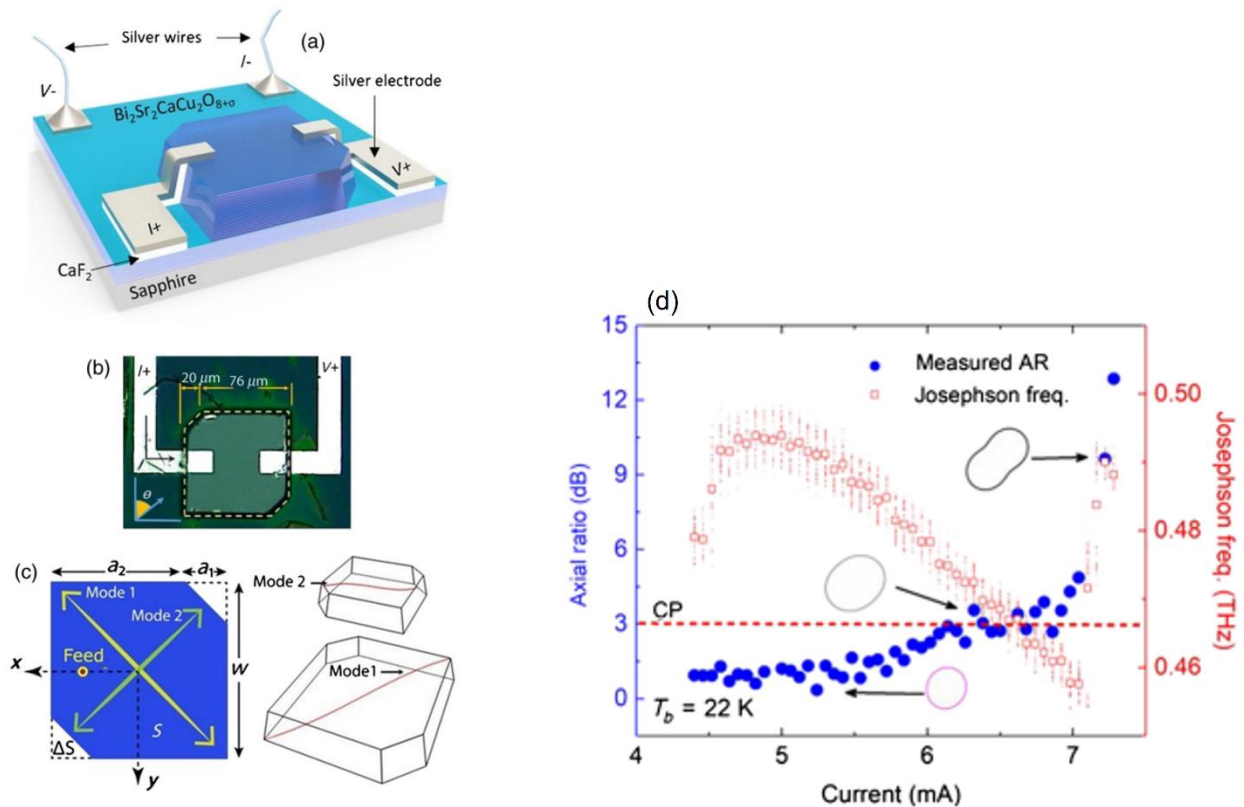 (a)
Silver wires
I-
V-
Silver electrode
Bi2Sr2CaCu2O8+σ
V+
I+
CaF2
Sapphire
(b)
I+
20 μm
76 μm
V+
θ
(c)
a2
a1
Mode 1
Mode 2
Feed
x
W
S
ΔS
y
Mode 2
Mode1
(d)
15
12
9
6
3
0
Axial ratio (dB)
Measured AR
Josephson freq.
CP
Tb = 22 K
0.50
0.48
0.46
Josephson freq. (THz)
4
5
6
7
Current (mA)